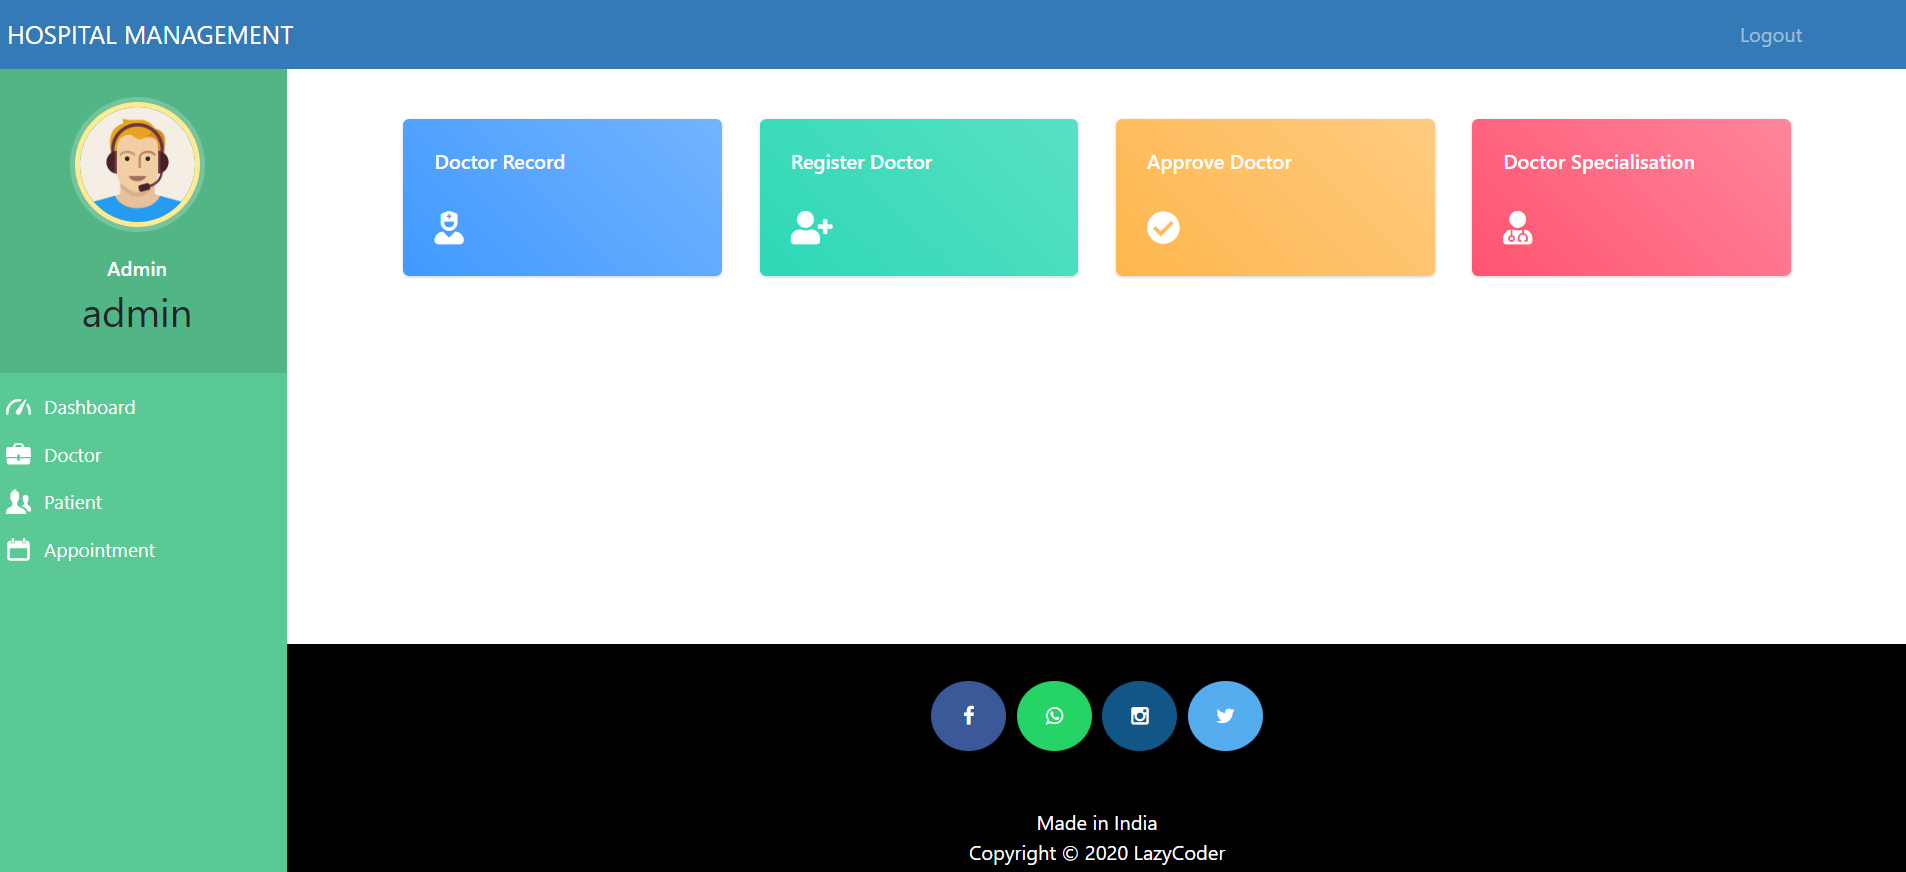 HOSPITAL MANAGEMENT
Logout
Admin
admin
Dashboard
Doctor
Patient
Appointment
Doctor Record
Register Doctor
Approve Doctor
Doctor Specialisation
Made in India
Copyright © 2020 LazyCoder